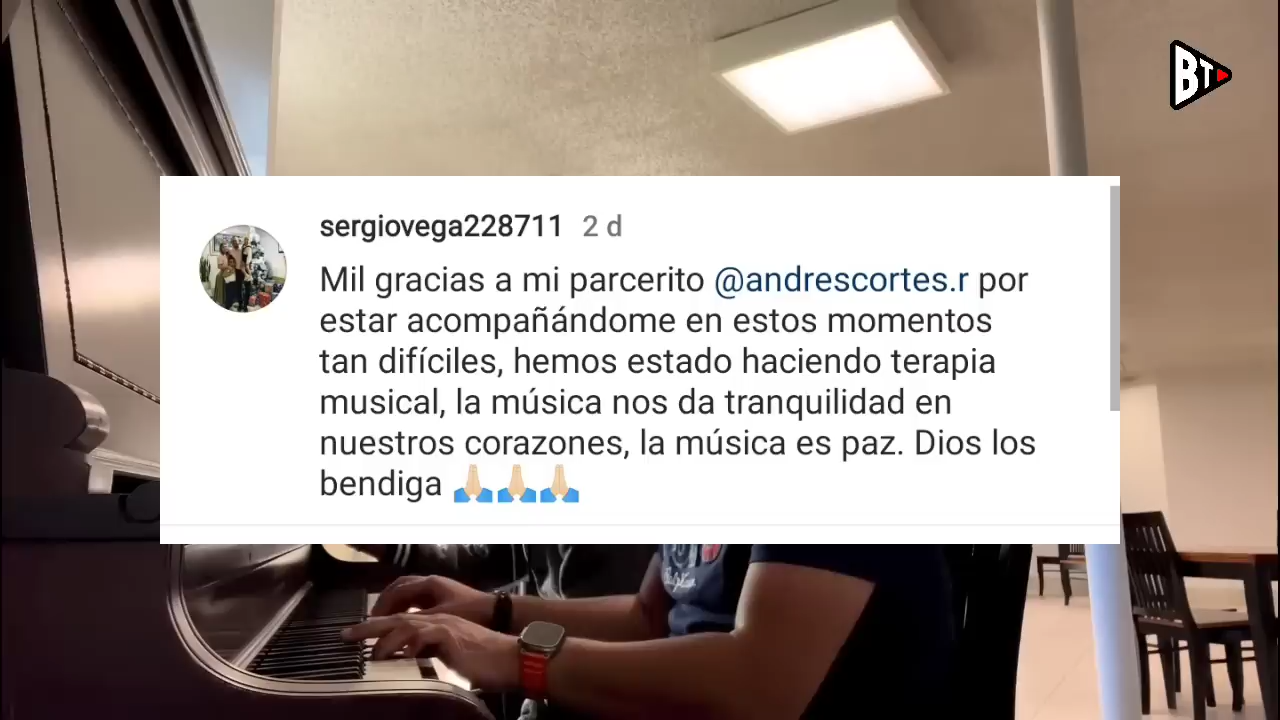 BT
sergiovega228711 2 d
Mil gracias a mi parcerito @andrescortes.r por
estar acompañándome en estos momentos
tan difíciles, hemos estado haciendo terapia
musical, la música nos da tranquilidad en
nuestros corazones, la música es paz. Dios los
bendiga 🙏🏻🙏🏻🙏🏻